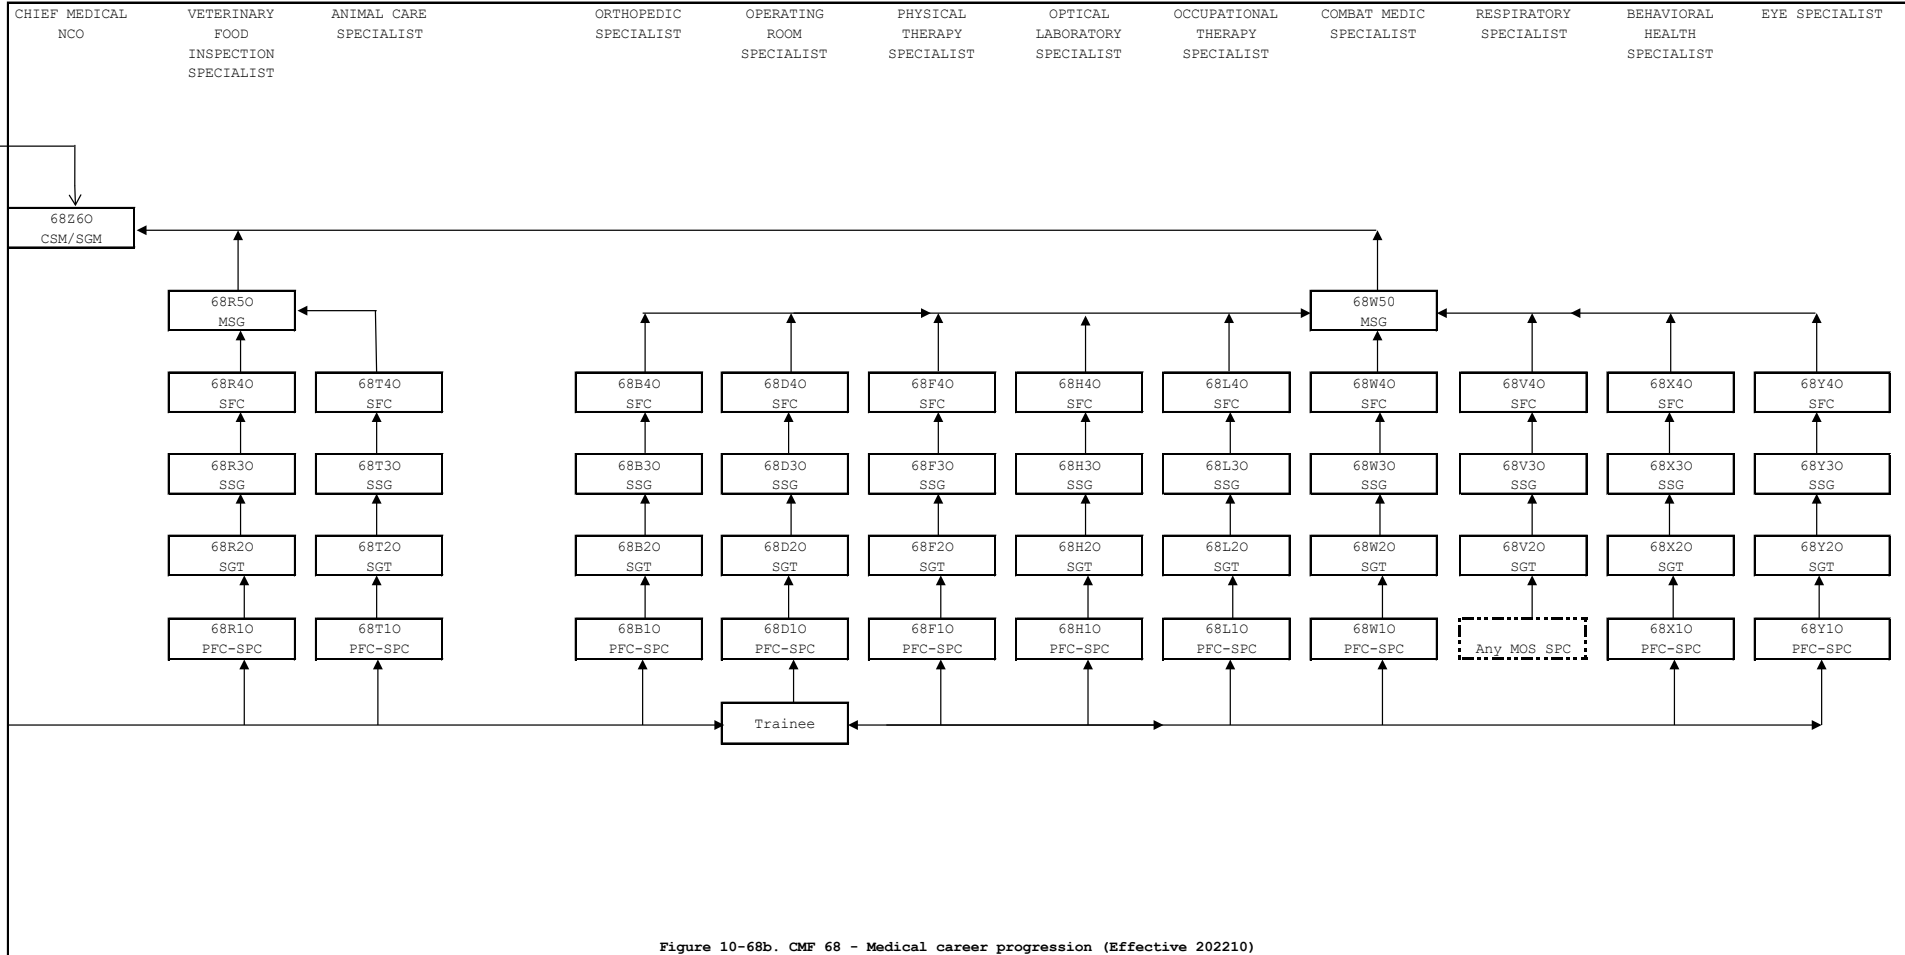 CHIEF MEDICAL
NCO
VETERINARY
FOOD
INSPECTION
SPECIALIST
ANIMAL CARE
SPECIALIST
ORTHOPEDIC
SPECIALIST
OPERATING
ROOM
SPECIALIST
PHYSICAL
THERAPY
SPECIALIST
OPTICAL
LABORATORY
SPECIALIST
OCCUPATIONAL
THERAPY
SPECIALIST
COMBAT MEDIC
SPECIALIST
RESPIRATORY
SPECIALIST
BEHAVIORAL
HEALTH
SPECIALIST
EYE SPECIALIST
68Z6O
CSM/SGM
68R5O
MSG
68W50
MSG
68R4O
SFC
68T4O
SFC
68B4O
SFC
68D4O
SFC
68F4O
SFC
68H4O
SFC
68L4O
SFC
68W4O
SFC
68V4O
SFC
68X4O
SFC
68Y4O
SFC
68R3O
SSG
68T3O
SSG
68B3O
SSG
68D3O
SSG
68F3O
SSG
68H3O
SSG
68L3O
SSG
68W3O
SSG
68V3O
SSG
68X3O
SSG
68Y3O
SSG
68R2O
SGT
68T2O
SGT
68B2O
SGT
68D2O
SGT
68F2O
SGT
68H2O
SGT
68L2O
SGT
68W2O
SGT
68V2O
SGT
68X2O
SGT
68Y2O
SGT
68R1O
PFC-SPC
68T1O
PFC-SPC
68B1O
PFC-SPC
68D1O
PFC-SPC
68F1O
PFC-SPC
68H1O
PFC-SPC
68L1O
PFC-SPC
68W1O
PFC-SPC
Any MOS SPC
68X1O
PFC-SPC
68Y1O
PFC-SPC
Trainee
Figure 10-68b. CMF 68 - Medical career progression (Effective 202210)